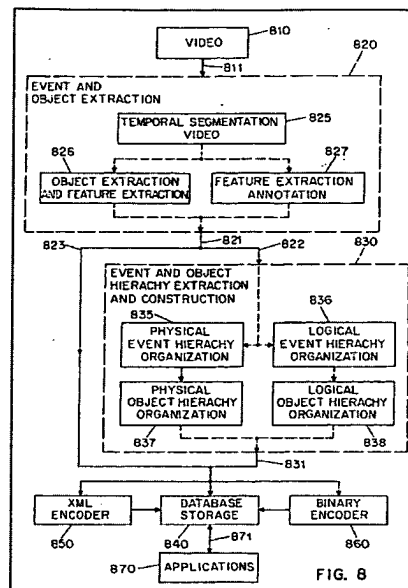 VIDEO
810
811
820
EVENT AND
OBJECT EXTRACTION
TEMPORAL SEGMENTATION
VIDEO
825
826
827
OBJECT EXTRACTION
AND FEATURE EXTRACTION
FEATURE EXTRACTION
ANNOTATION
821
823
822
830
EVENT AND OBJECT
HIERACHY EXTRACTION
AND CONSTRUCTION
835
836
PHYSICAL
EVENT HIERACHY
ORGANIZATION
LOGICAL
EVENT HIERACHY
ORGANIZATION
PHYSICAL
OBJECT HIERACHY
ORGANIZATION
LOGICAL
OBJECT HIERACHY
ORGANIZATION
837
838
831
XML
ENCODER
DATABASE
STORAGE
BINARY
ENCODER
850
840
871
860
870
APPLICATIONS
FIG. 8